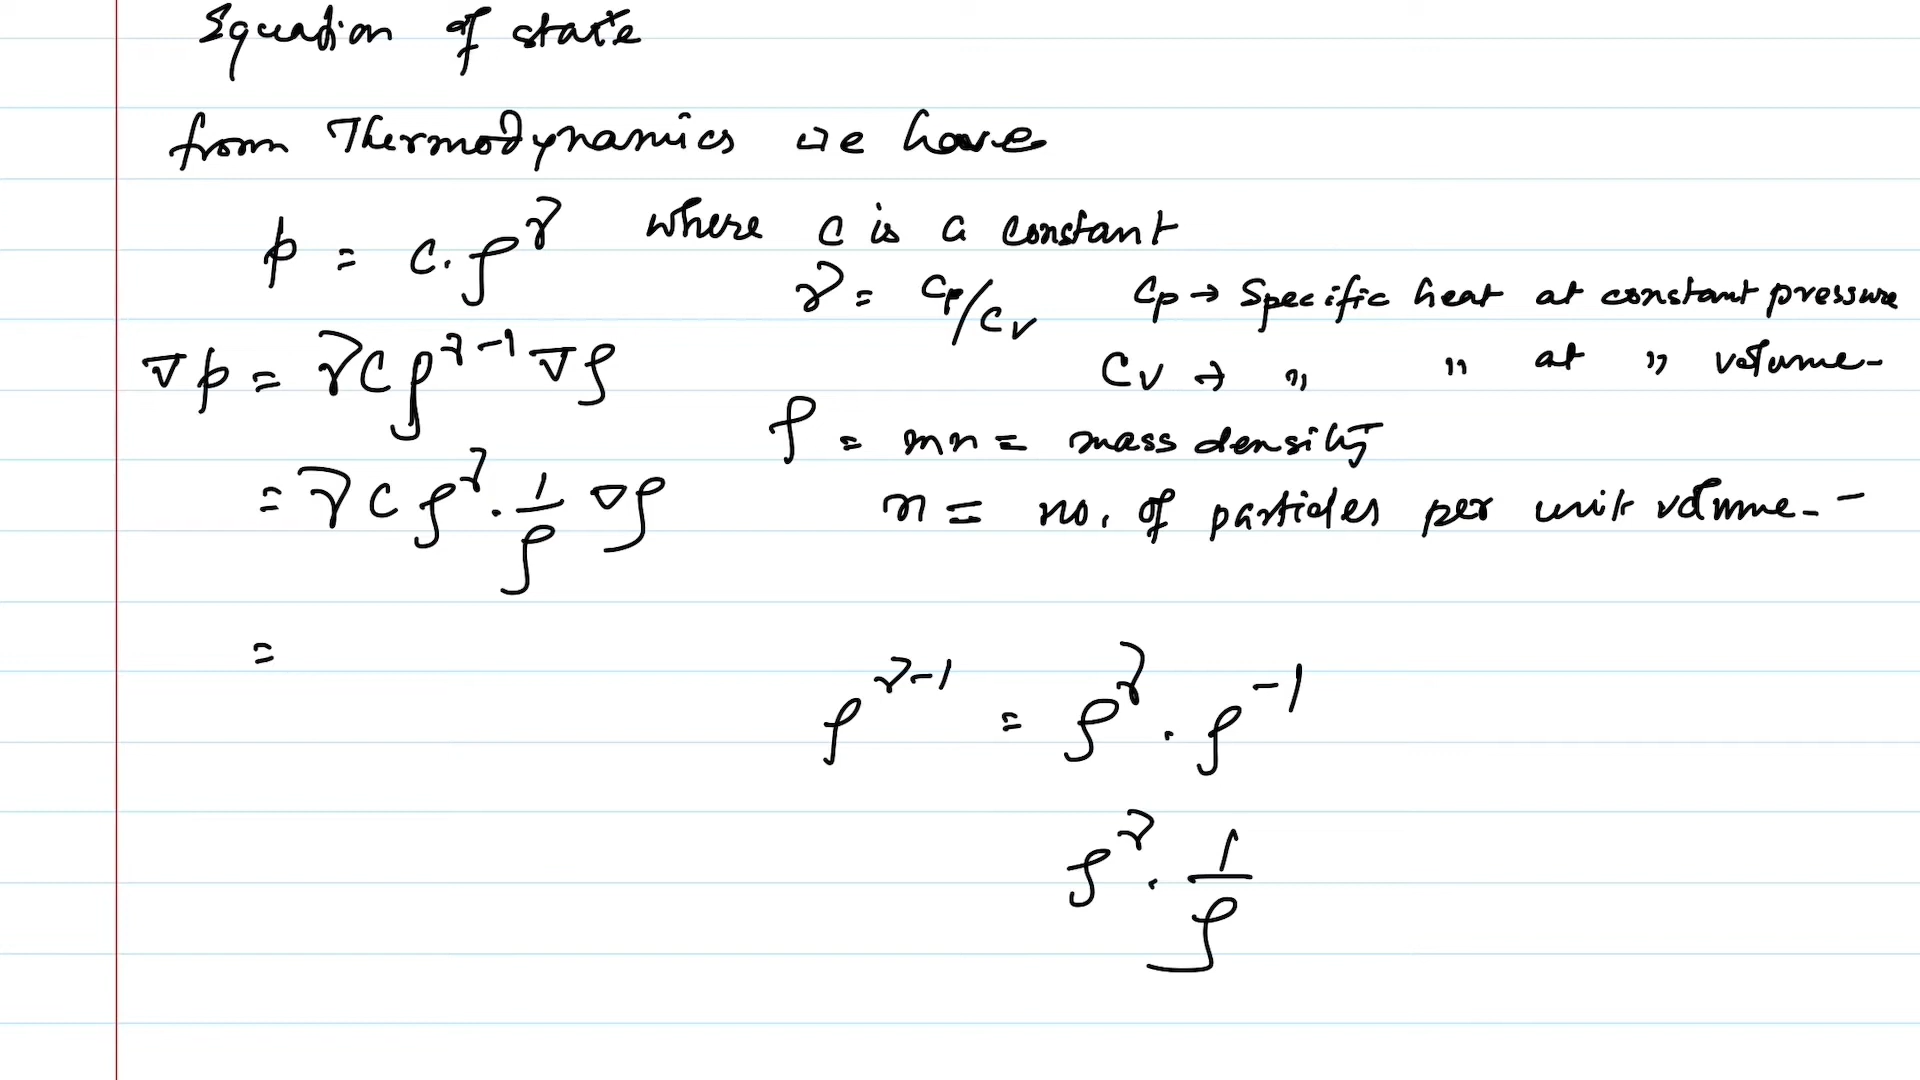 Equation of state
from Thermodynamics we have
p = c.ρ^γ where c is a constant
γ = Cp/Cv Cp → Specific heat at constant pressure
∇p = γCρ^γ-1 ∇ρ Cv → " " at " volume-
ρ = mn = mass density
= γCρ^γ . 1/ρ ∇ρ n = no. of particles per unit volume- -
=
ρ^γ-1 = ρ^γ . ρ^-1
ρ^γ . 1/ρ